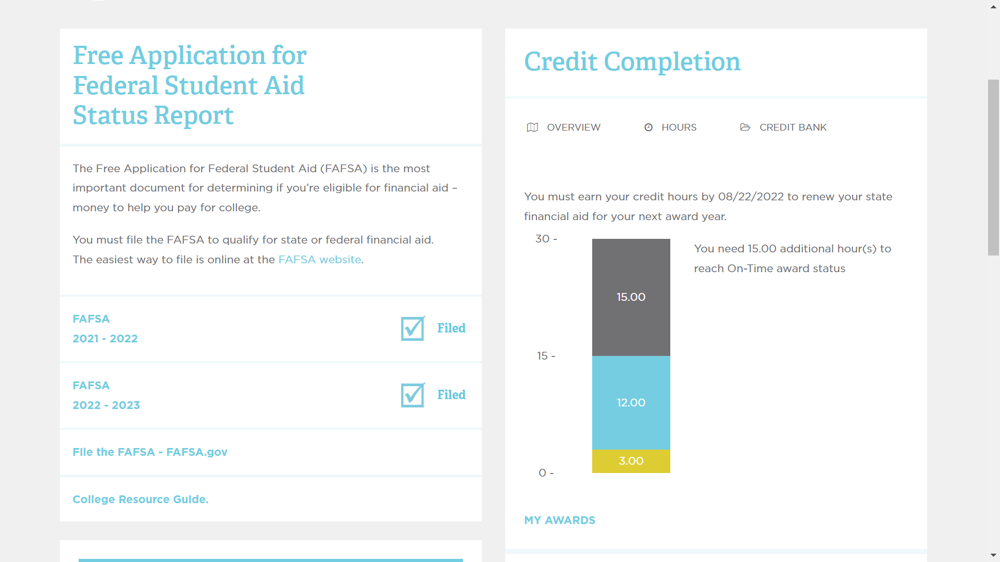 Free Application for
Federal Student Aid
Status Report
The Free Application for Federal Student Aid (FAFSA) is the most
important document for determining if you’re eligible for financial aid –
money to help you pay for college.
You must file the FAFSA to qualify for state or federal financial aid.
The easiest way to file is online at the FAFSA website.
FAFSA
2021 - 2022
Filed
FAFSA
2022 - 2023
Filed
File the FAFSA - FAFSA.gov
College Resource Guide.
Credit Completion
OVERVIEW
HOURS
CREDIT BANK
You must earn your credit hours by 08/22/2022 to renew your state
financial aid for your next award year.
30 -
15 -
0 -
15.00
12.00
3.00
You need 15.00 additional hour(s) to
reach On-Time award status
MY AWARDS